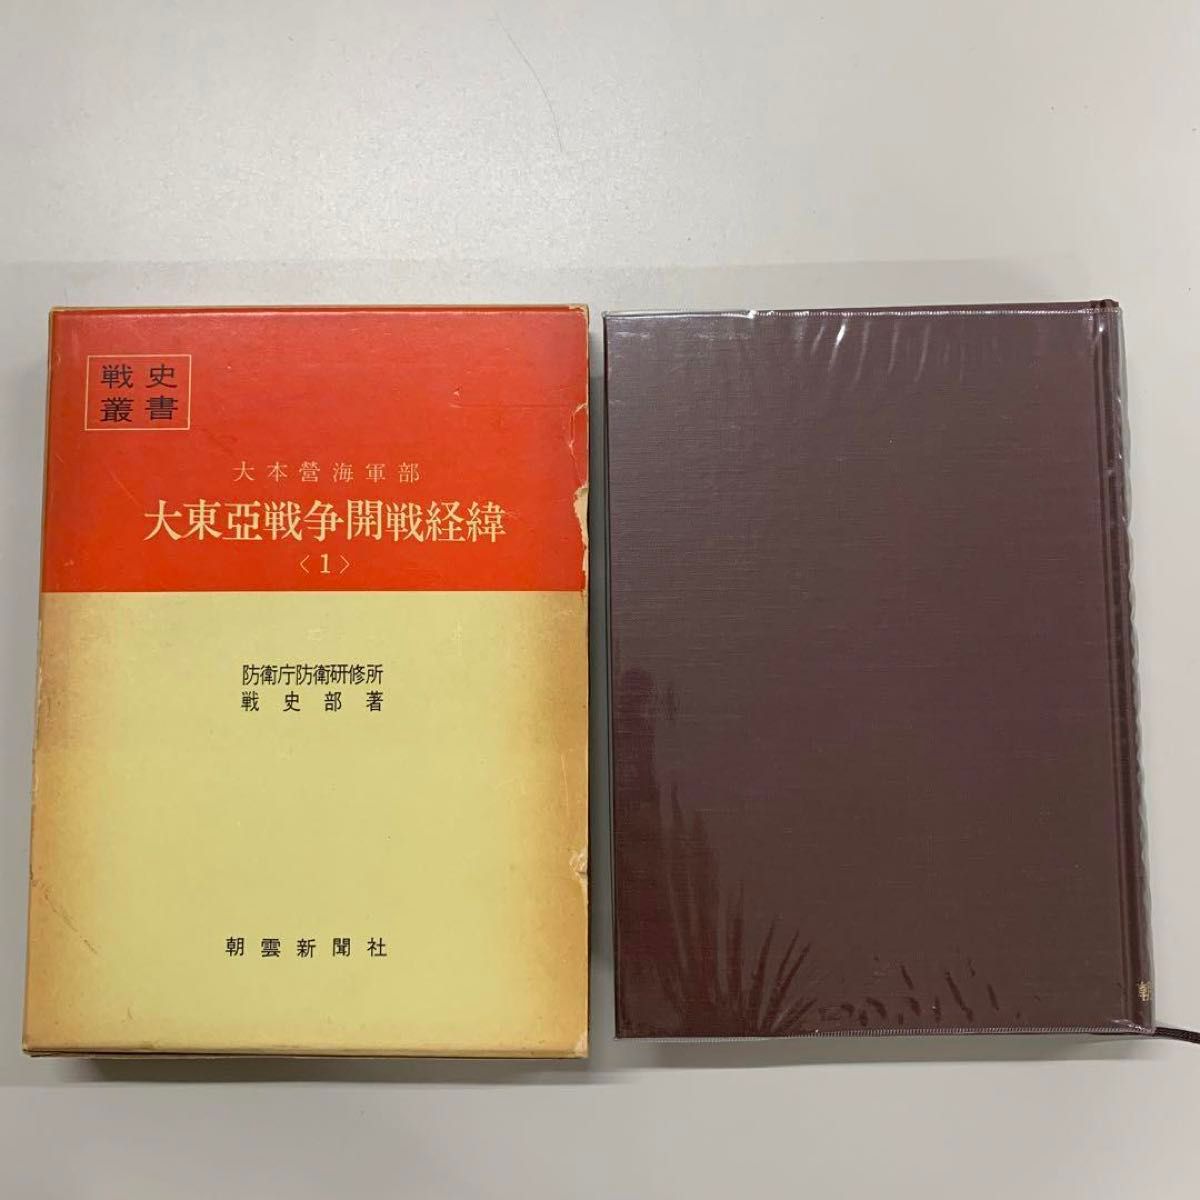 戦史
叢書
大本營海軍部
大東亞戦争開戦経緯
〈1〉
防衛庁防衛研修所
戦史部著
朝雲新聞社